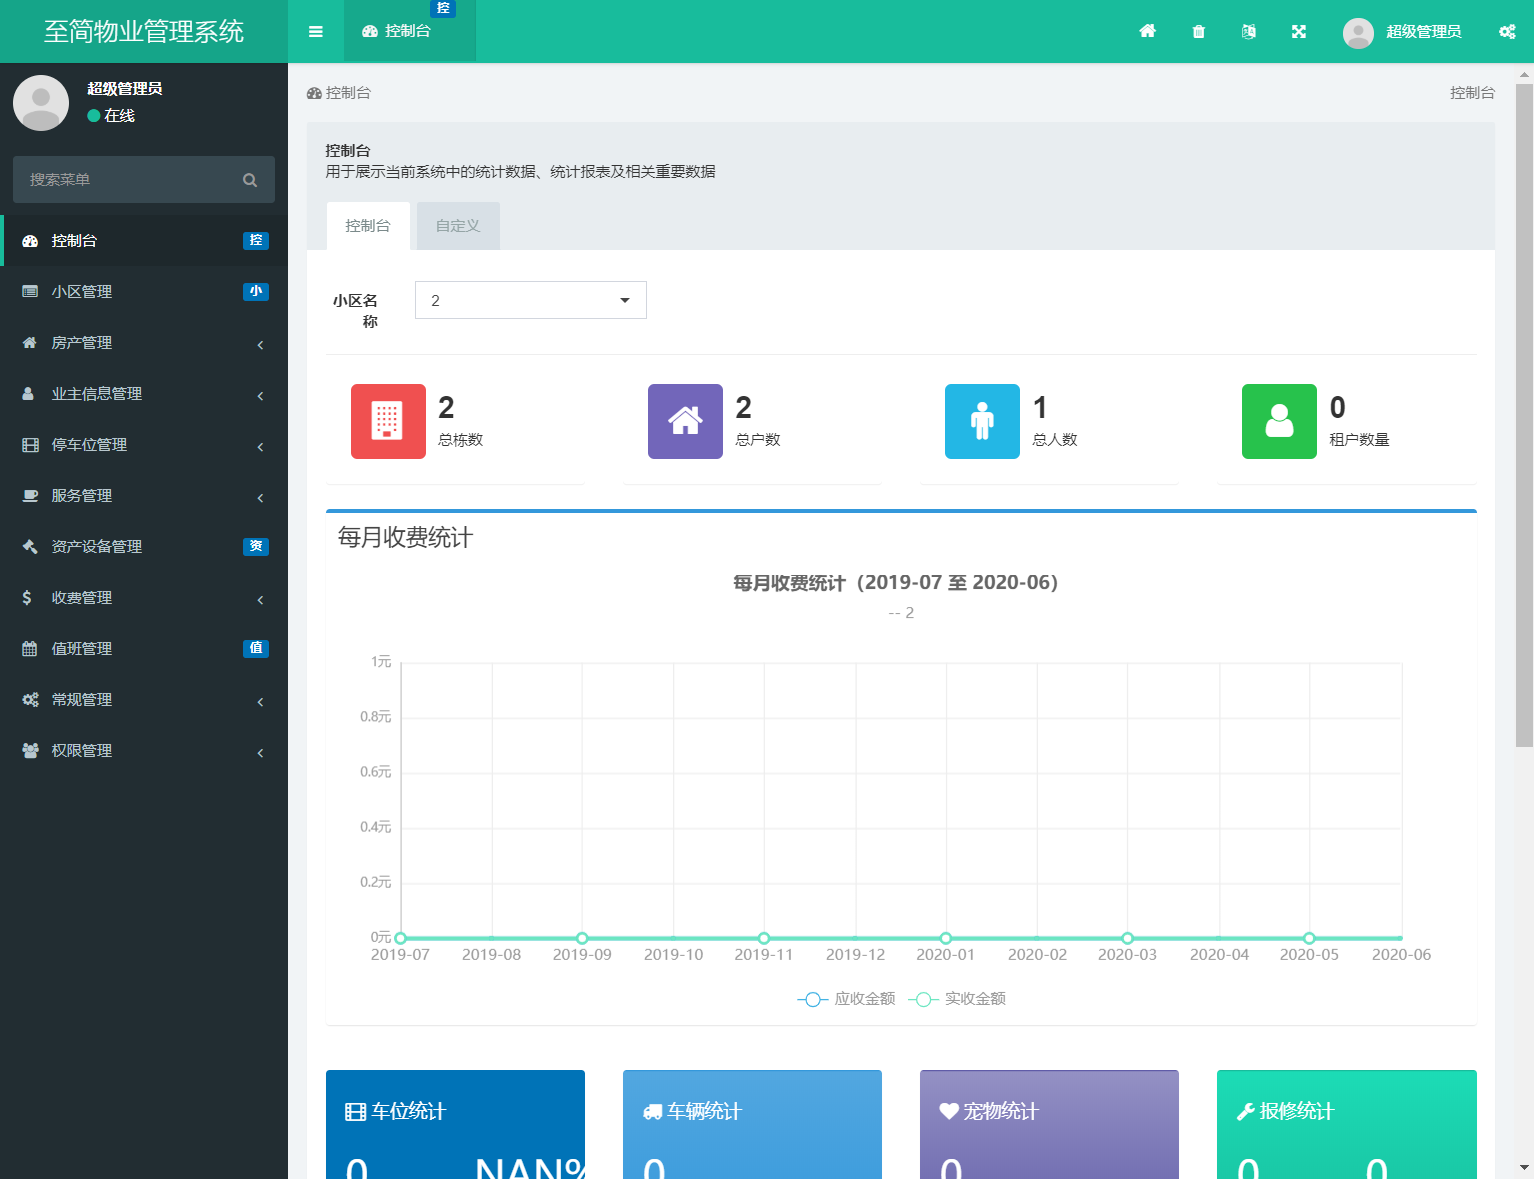 至简物业管理系统
控制台
控
超级管理员
超级管理员
在线
搜索菜单
控制台
控
小区管理
小
房产管理
业主信息管理
停车位管理
服务管理
资产设备管理
资
收费管理
值班管理
值
常规管理
权限管理
控制台
控制台
控制台
用于展示当前系统中的统计数据、统计报表及相关重要数据
控制台
自定义
小区名
称
2
2
总栋数
2
总户数
1
总人数
0
租户数量
每月收费统计
每月收费统计（2019-07 至 2020-06）
-- 2
1元
0.8元
0.6元
0.4元
0.2元
0元
2019-07 2019-08 2019-09 2019-10 2019-11 2019-12 2020-01 2020-02 2020-03 2020-04 2020-05 2020-06
应收金额 实收金额
车位统计
0 NAN%
车辆统计
0
宠物统计
0
报修统计
0 0